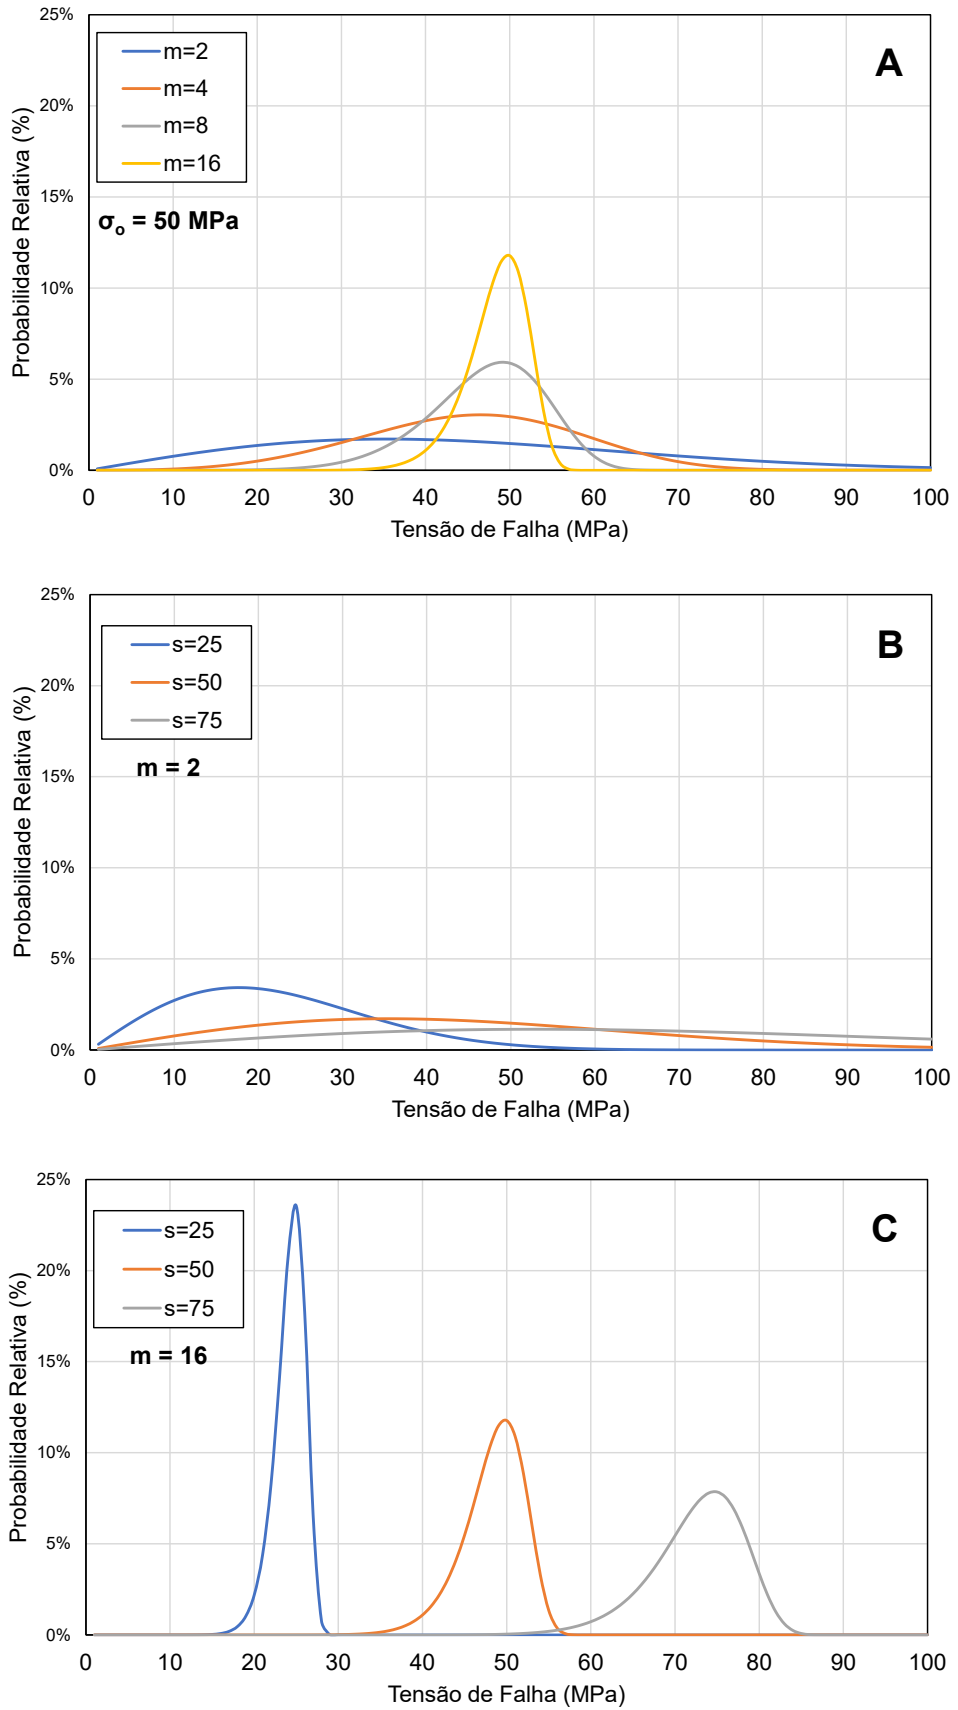 25%
20%
15%
10%
5%
0%
Probabilidade Relativa (%)
m=2
m=4
m=8
m=16
σo = 50 MPa
A
0 10 20 30 40 50 60 70 80 90 100
Tensão de Falha (MPa)
25%
20%
15%
10%
5%
0%
Probabilidade Relativa (%)
s=25
s=50
s=75
m = 2
B
0 10 20 30 40 50 60 70 80 90 100
Tensão de Falha (MPa)
25%
20%
15%
10%
5%
0%
Probabilidade Relativa (%)
s=25
s=50
s=75
m = 16
C
0 10 20 30 40 50 60 70 80 90 100
Tensão de Falha (MPa)